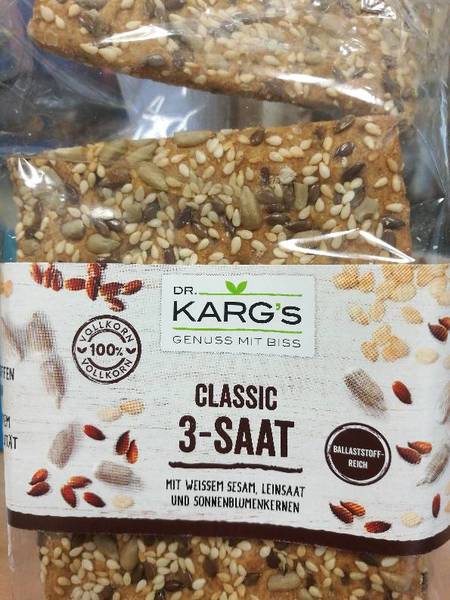 DR.
KARG'S
GENUSS MIT BISS
VOLLKORN
100%
VOLLKORN
CLASSIC
3-SAAT
BALLASTSTOFF-
REICH
MIT WEISSEM SESAM, LEINSAAT
UND SONNENBLUMENKERNEN